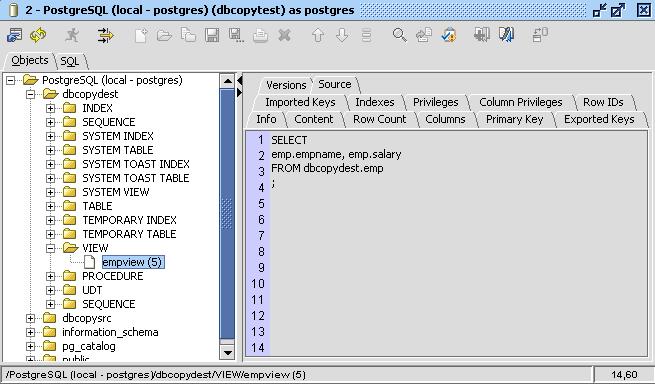 2 - PostgreSQL (local - postgres) (dbcopytest) as postgres
Objects SQL
PostgreSQL (local - postgres)
dbcopydest
INDEX
SEQUENCE
SYSTEM INDEX
SYSTEM TABLE
SYSTEM TOAST INDEX
SYSTEM TOAST TABLE
SYSTEM VIEW
TABLE
TEMPORARY INDEX
TEMPORARY TABLE
VIEW
empview (5)
PROCEDURE
UDT
SEQUENCE
dbcopysrc
information_schema
pg_catalog
public
Versions Source
Imported Keys Indexes Privileges Column Privileges Row IDs
Info Content Row Count Columns Primary Key Exported Keys
1 SELECT
2 emp.empname, emp.salary
3 FROM dbcopydest.emp
4 ;
5
6
7
8
9
10
11
12
13
14
/PostgreSQL (local - postgres)/dbcopydest/VIEW/empview (5) 14,60